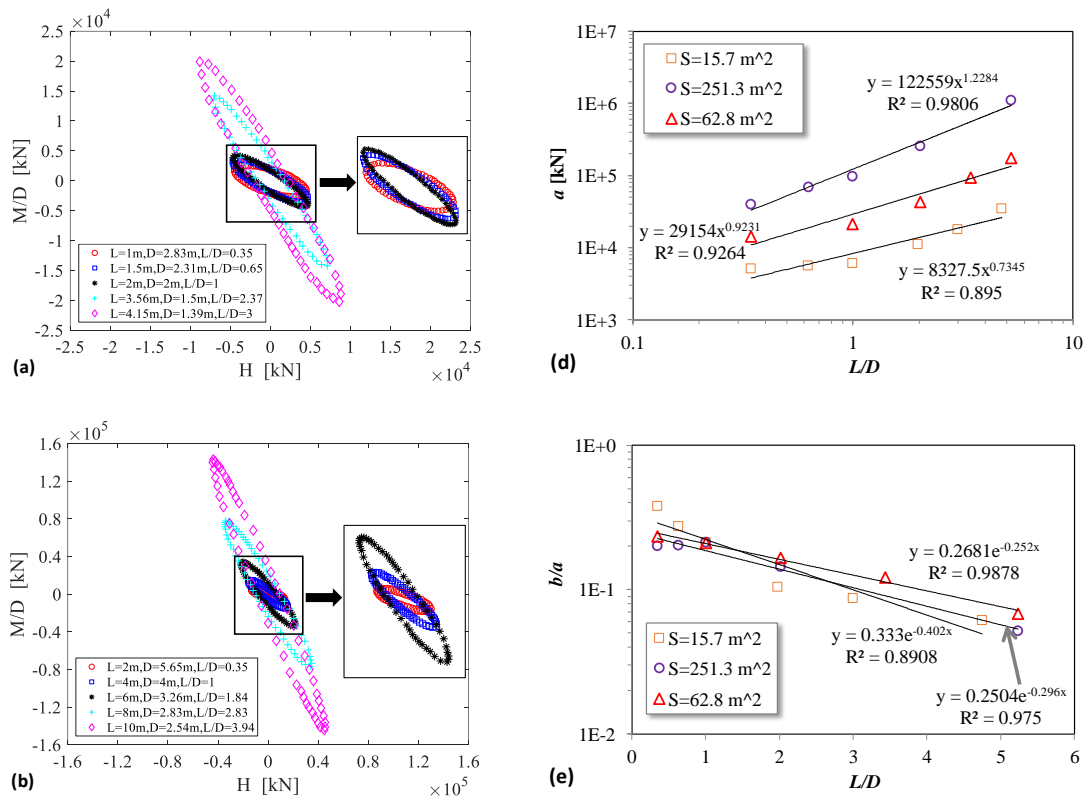 ×10⁴
2.5
2
1.5
1
0.5
0
-0.5
-1
-1.5
-2
-2.5
M/D [kN]
L=1m,D=2.83m,L/D=0.35
L=1.5m,D=2.31m,L/D=0.65
L=2m,D=2m,L/D=1
L=3.56m,D=1.5m,L/D=2.37
L=4.15m,D=1.39m,L/D=3
-2.5 -2 -1.5 -1 -0.5 0 0.5 1 1.5 2 2.5
H [kN]
×10⁴
(a)
1E+7
1E+6
1E+5
1E+4
1E+3
a [kN]
S=15.7 m^2
S=251.3 m^2
S=62.8 m^2
y = 122559x^1.2284
R² = 0.9806
y = 29154x^0.9231
R² = 0.9264
y = 8327.5x^0.7345
R² = 0.895
0.1 1 10
L/D
(d)
×10⁵
1.6
1.2
0.8
0.4
0
-0.4
-0.8
-1.2
-1.6
M/D [kN]
L=2m,D=5.65m,L/D=0.35
L=4m,D=4m,L/D=1
L=6m,D=3.26m,L/D=1.84
L=8m,D=2.83m,L/D=2.83
L=10m,D=2.54m,L/D=3.94
-1.6 -1.2 -0.8 -0.4 0 0.4 0.8 1.2 1.6
H [kN]
×10⁵
(b)
1E+0
1E-1
1E-2
b/a
y = 0.2681e^-0.252x
R² = 0.9878
y = 0.333e^-0.402x
R² = 0.8908
y = 0.2504e^-0.296x
R² = 0.975
S=15.7 m^2
S=251.3 m^2
S=62.8 m^2
0 1 2 3 4 5 6
L/D
(e)